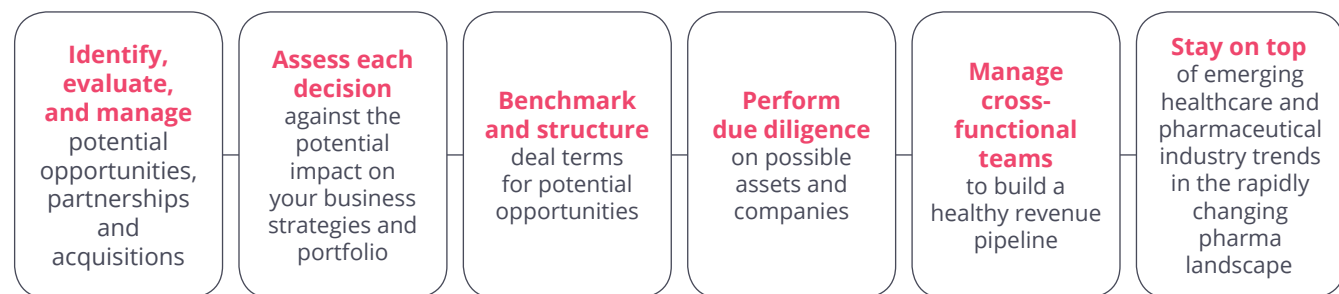 Identify,
evaluate,
and manage
potential
opportunities,
partnerships
and
acquisitions
Assess each
decision
against the
potential
impact on
your business
strategies and
portfolio
Benchmark
and structure
deal terms
for potential
opportunities
Perform
due diligence
on possible
assets and
companies
Manage
cross-
functional
teams
to build a
healthy revenue
pipeline
Stay on top
of emerging
healthcare and
pharmaceutical
industry trends
in the rapidly
changing
pharma
landscape